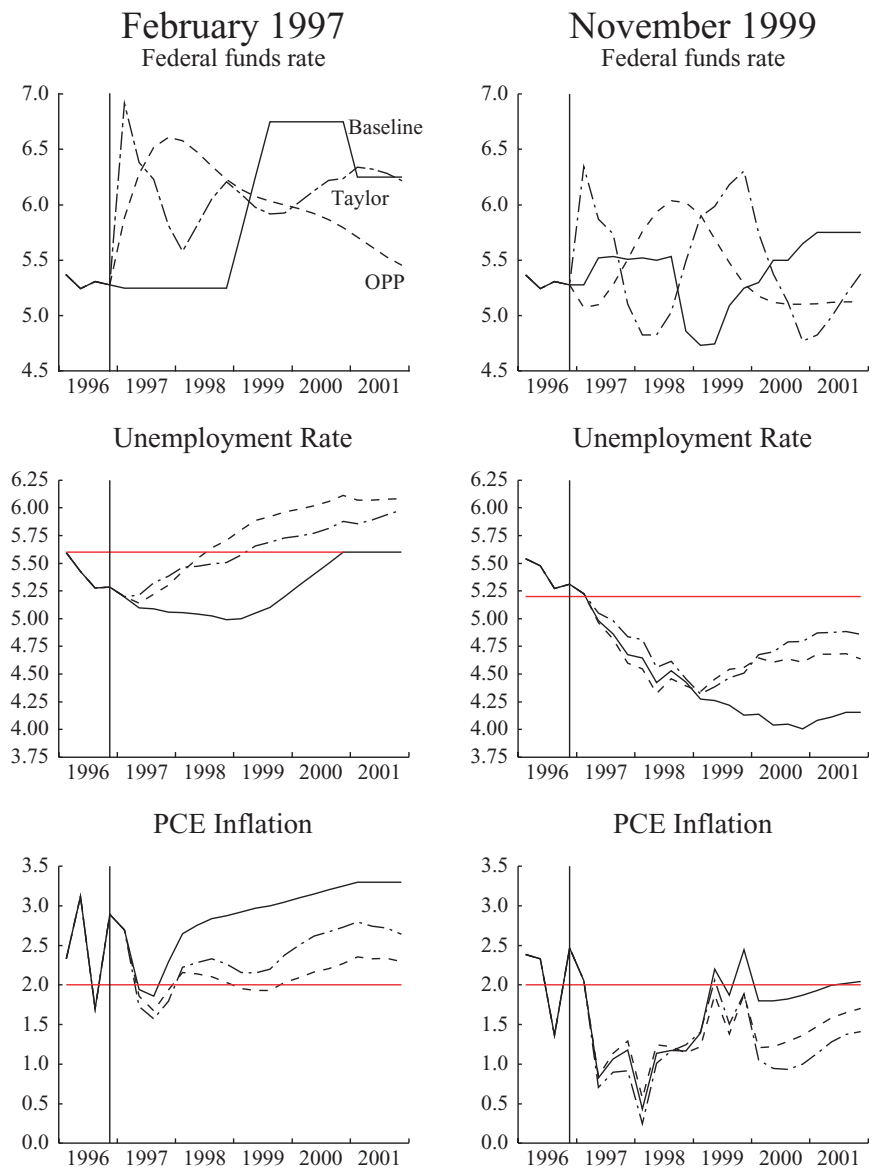 February 1997
Federal funds rate
7.0
6.5
6.0
5.5
5.0
4.5
Baseline
Taylor
OPP
1996 1997 1998 1999 2000 2001
November 1999
Federal funds rate
7.0
6.5
6.0
5.5
5.0
4.5
1996 1997 1998 1999 2000 2001
Unemployment Rate
6.25
6.00
5.75
5.50
5.25
5.00
4.75
4.50
4.25
4.00
3.75
1996 1997 1998 1999 2000 2001
Unemployment Rate
6.25
6.00
5.75
5.50
5.25
5.00
4.75
4.50
4.25
4.00
3.75
1996 1997 1998 1999 2000 2001
PCE Inflation
3.5
3.0
2.5
2.0
1.5
1.0
0.5
0.0
1996 1997 1998 1999 2000 2001
PCE Inflation
3.5
3.0
2.5
2.0
1.5
1.0
0.5
0.0
1996 1997 1998 1999 2000 2001